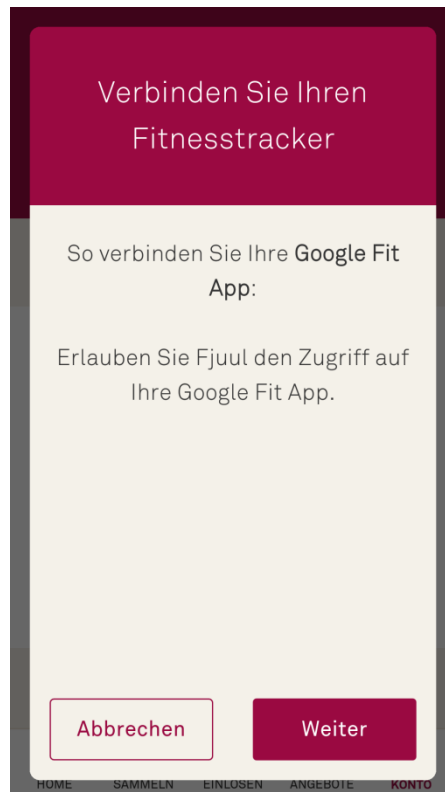 Verbinden Sie Ihren
Fitnesstracker
So verbinden Sie Ihre Google Fit
App:
Erlauben Sie Fjuul den Zugriff auf
Ihre Google Fit App.
Abbrechen Weiter
HOME SAMMELN EINLÖSEN ANGEBOTE KONTO